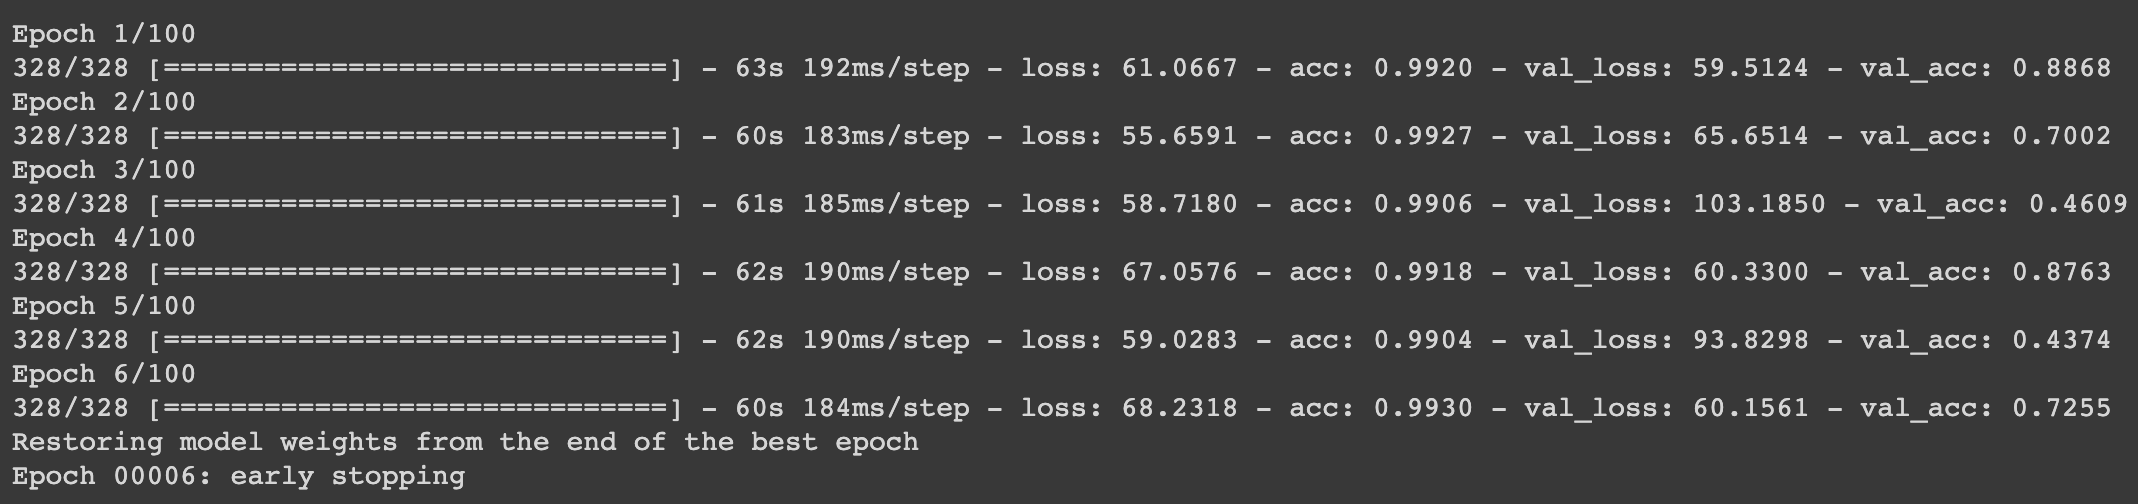 Epoch 1/100
328/328 [==============================] - 63s 192ms/step - loss: 61.0667 - acc: 0.9920 - val_loss: 59.5124 - val_acc: 0.8868
Epoch 2/100
328/328 [==============================] - 60s 183ms/step - loss: 55.6591 - acc: 0.9927 - val_loss: 65.6514 - val_acc: 0.7002
Epoch 3/100
328/328 [==============================] - 61s 185ms/step - loss: 58.7180 - acc: 0.9906 - val_loss: 103.1850 - val_acc: 0.4609
Epoch 4/100
328/328 [==============================] - 62s 190ms/step - loss: 67.0576 - acc: 0.9918 - val_loss: 60.3300 - val_acc: 0.8763
Epoch 5/100
328/328 [==============================] - 62s 190ms/step - loss: 59.0283 - acc: 0.9904 - val_loss: 93.8298 - val_acc: 0.4374
Epoch 6/100
328/328 [==============================] - 60s 184ms/step - loss: 68.2318 - acc: 0.9930 - val_loss: 60.1561 - val_acc: 0.7255
Restoring model weights from the end of the best epoch
Epoch 00006: early stopping